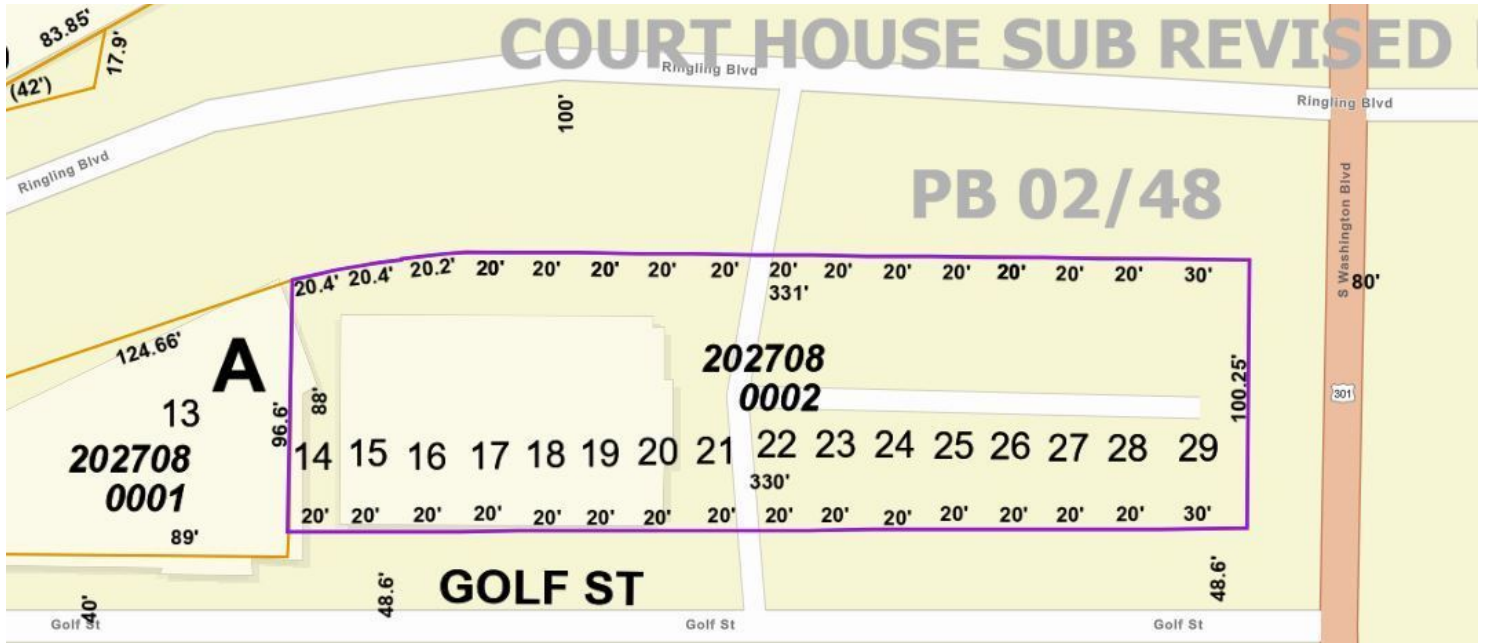 83.85'
17.9'
)
(42')
COURT HOUSE SUB REVISED
Ringling Blvd
Ringling Blvd
100'
Ringling Blvd
PB 02/48
S Washington Blvd
80'
301
20.4' 20.4' 20.2' 20' 20' 20' 20' 20' 20' 20' 20' 20' 20' 20' 20' 30'
331'
124.66'
A
13
202708
0001
89'
96.6'
88'
202708
0002
100.25'
14 15 16 17 18 19 20 21 22 23 24 25 26 27 28 29
330'
20' 20' 20' 20' 20' 20' 20' 20' 20' 20' 20' 20' 20' 20' 20' 30'
40'
48.6'
GOLF ST
48.6'
Golf St
Golf St
Golf St